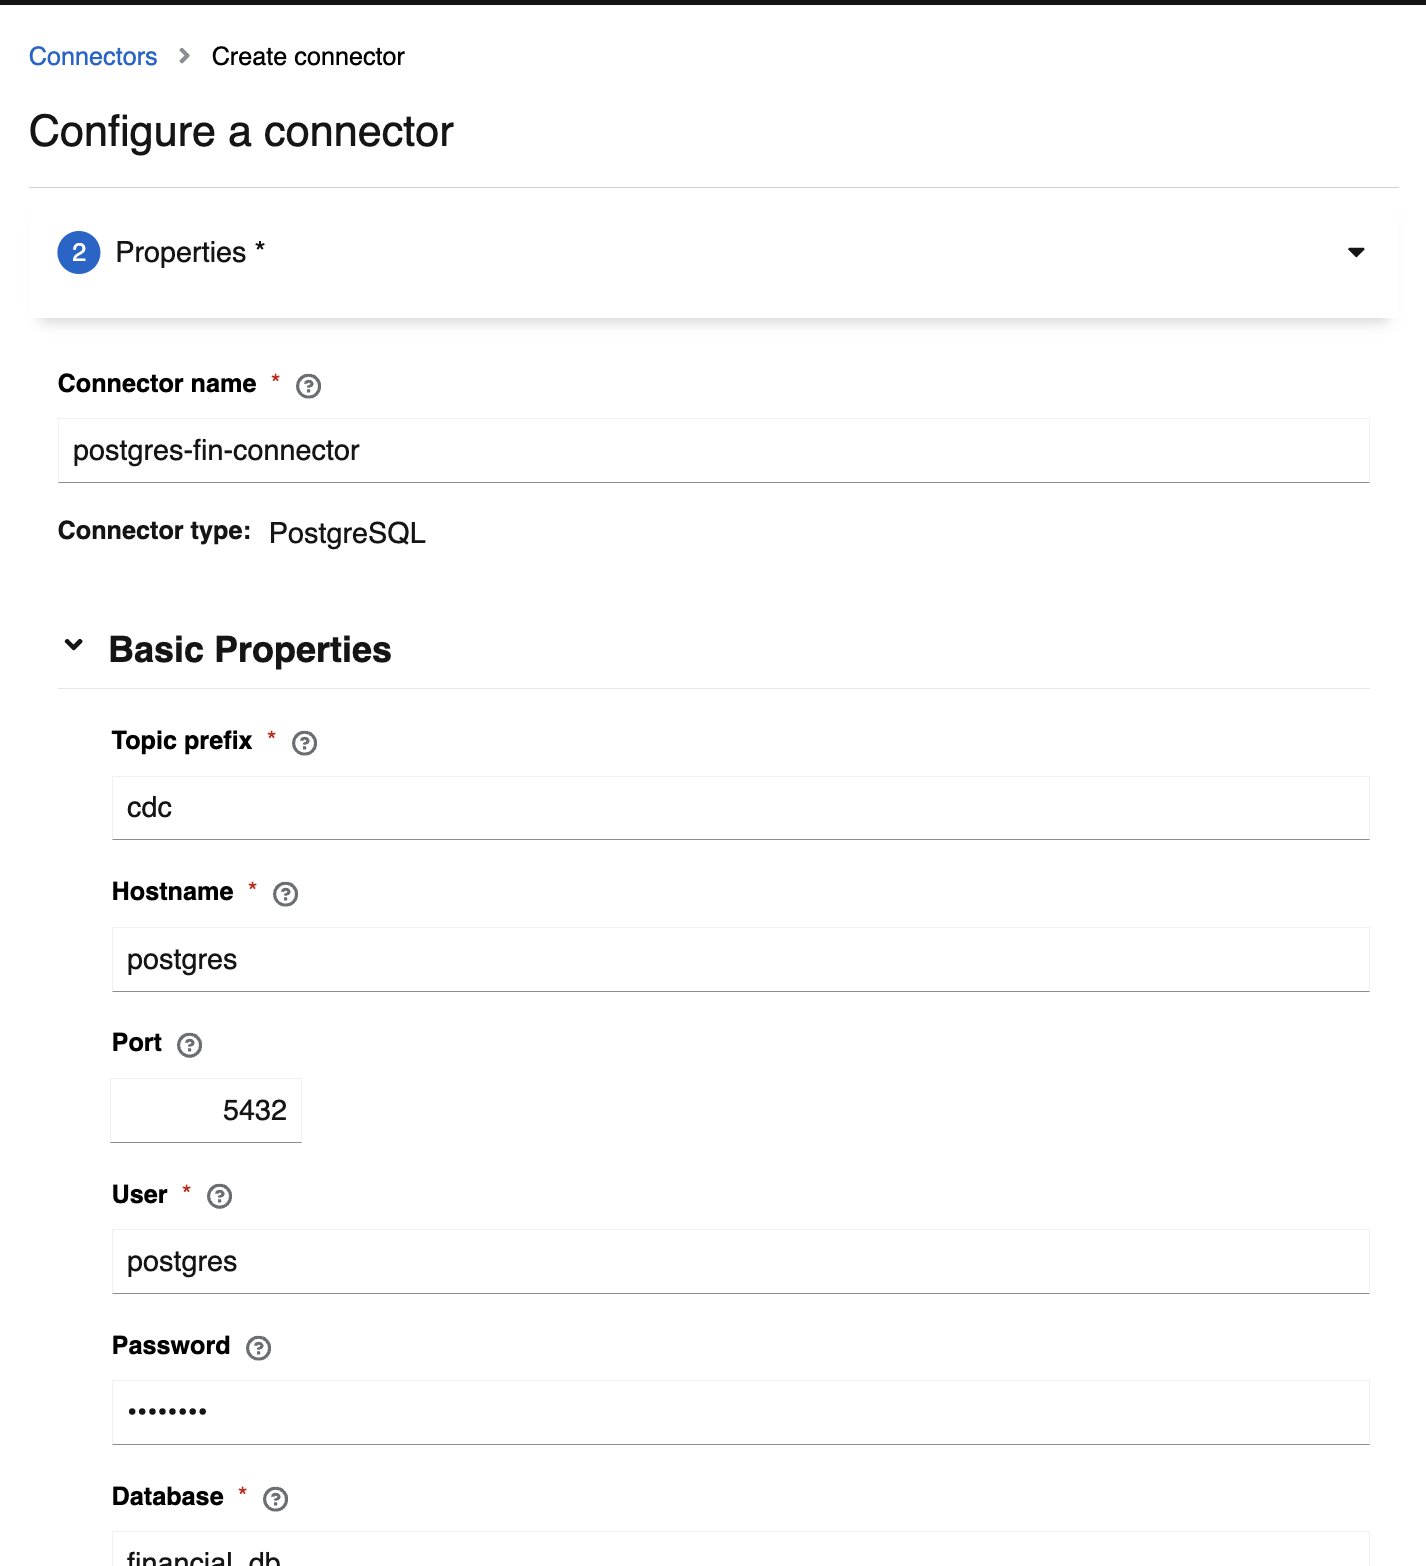 Connectors > Create connector
Configure a connector
2 Properties *
Connector name *
postgres-fin-connector
Connector type: PostgreSQL
Basic Properties
Topic prefix *
cdc
Hostname *
postgres
Port
5432
User *
postgres
Password
••••••••
Database *
financial_db